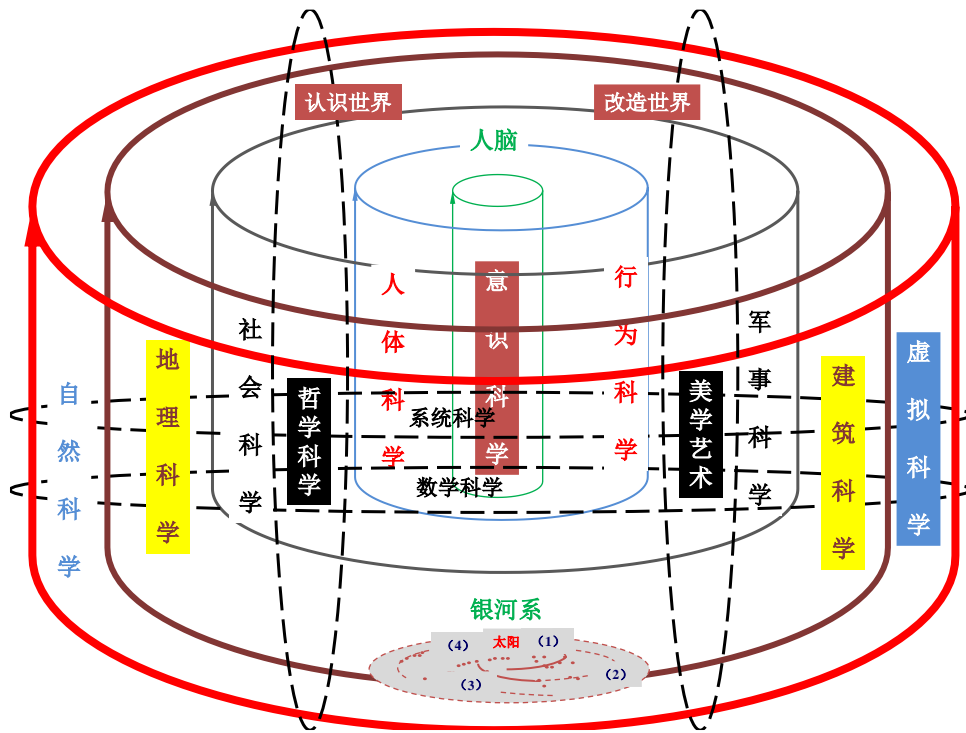 认识世界
改造世界
人脑
自然科学
地理科学
社会科学
哲学科学
人体科学
意识科学
行为科学
美学艺术
军事科学
建筑科学
虚拟科学
系统科学
数学科学
银河系
(4)
太阳
(1)
(2)
(3)